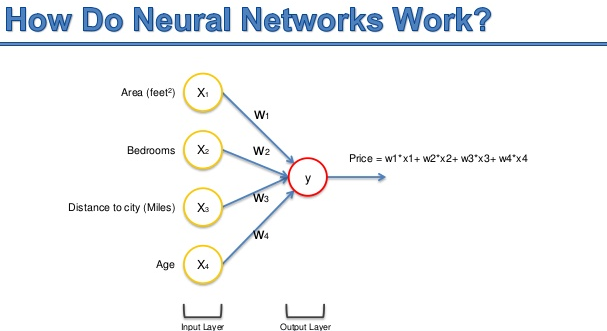 How Do Neural Networks Work?
Area (feet²)
X1
W1
Bedrooms
X2
W2
Price = w1*x1+ w2*x2+ w3*x3+ w4*x4
y
Distance to city (Miles)
X3
W3
W4
Age
X4
Input Layer
Output Layer